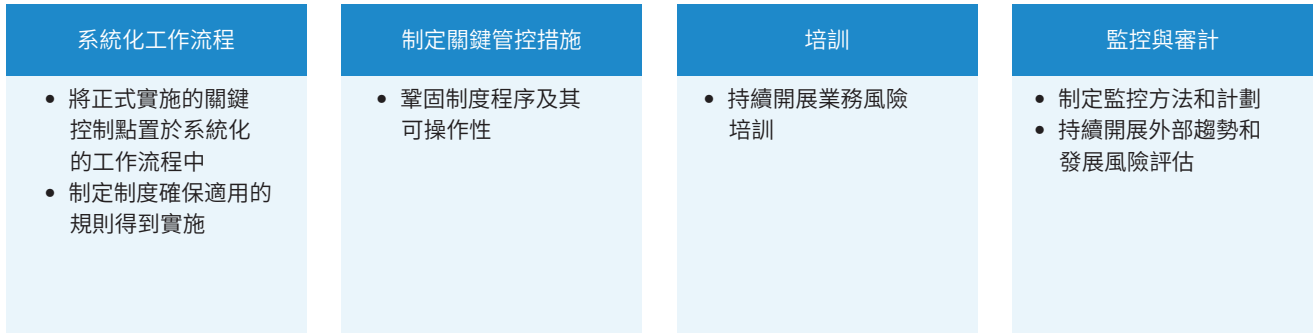 系統化工作流程
• 將正式實施的關鍵
控制點置於系統化
的工作流程中
• 制定制度確保適用的
規則得到實施
制定關鍵管控措施
• 鞏固制度程序及其
可操作性
培訓
• 持續開展業務風險
培訓
監控與審計
• 制定監控方法和計劃
• 持續開展外部趨勢和
發展風險評估